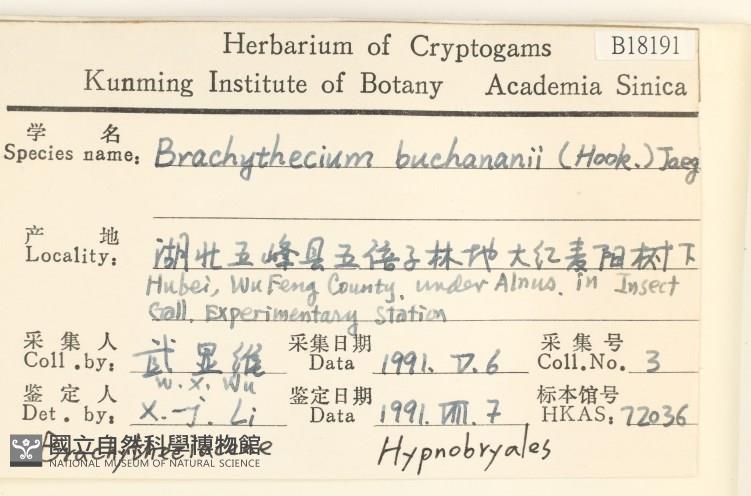 Herbarium of Cryptogams B18191
Kunming Institute of Botany Academia Sinica
学 名
Species name: Brachythecium buchananii (Hook.) Jaeg
产 地
Locality: 湖北五峰县五倍子林地大红麦阳树下
Hubei, Wu Feng County, under Alnus. in Insect
Gall. Experimentary Station
采 集 人 采集日期 采 集 号
Coll.by: 武显维 Data 1991. V. 6 Coll.No. 3
W. X. Wu
鉴 定 人 鉴定日期 标本馆号
Det. by: X.-J. Li Data 1991. VIII. 7 HKAS: 72036
Hypnobryales
國立自然科學博物館
NATIONAL MUSEUM OF NATURAL SCIENCE